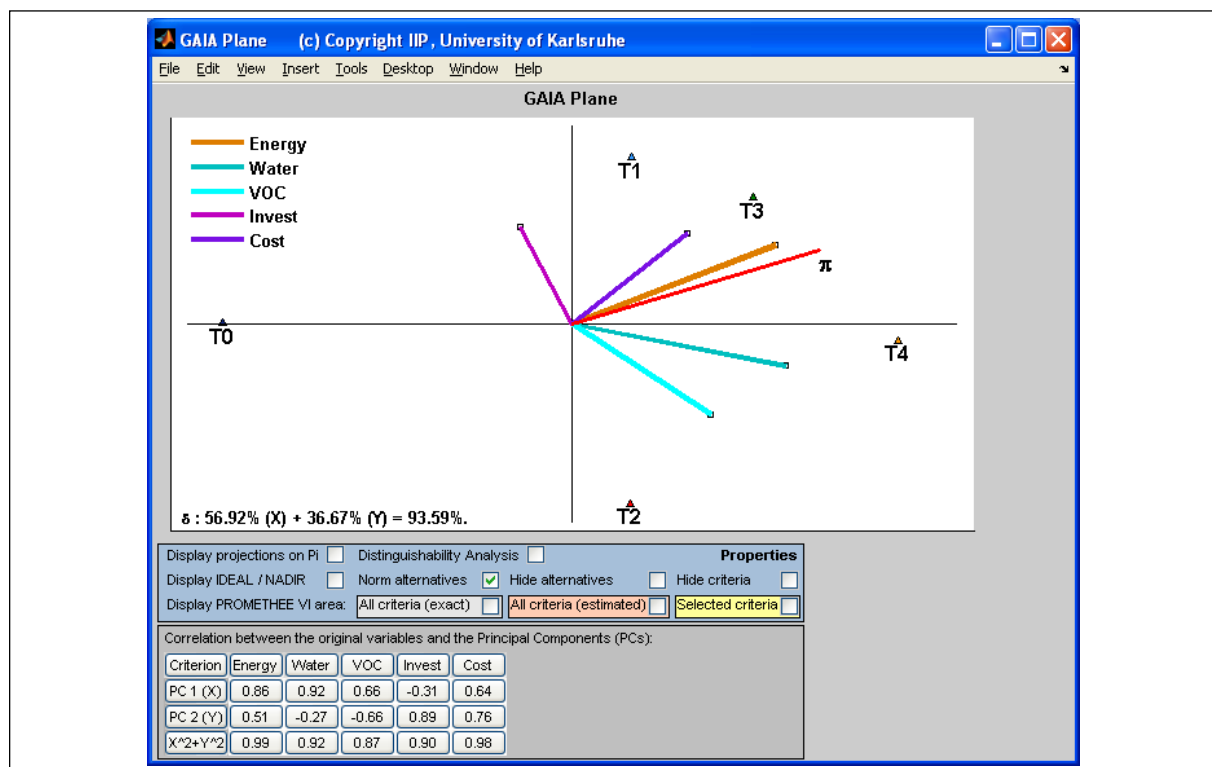 GAIA Plane (c) Copyright IIP, University of Karlsruhe
File Edit View Insert Tools Desktop Window Help
GAIA Plane
Energy
Water
VOC
Invest
Cost
T1
T3
π
T0
T4
T2
δ : 56.92% (X) + 36.67% (Y) = 93.59%.
Display projections on Pi Distinguishability Analysis Properties
Display IDEAL / NADIR Norm alternatives Hide alternatives Hide criteria
Display PROMETHEE VI area: All criteria (exact) All criteria (estimated) Selected criteria
Correlation between the original variables and the Principal Components (PCs):
Criterion Energy Water VOC Invest Cost
PC 1 (X) 0.86 0.92 0.66 -0.31 0.64
PC 2 (Y) 0.51 -0.27 -0.66 0.89 0.76
X^2+Y^2 0.99 0.92 0.87 0.90 0.98